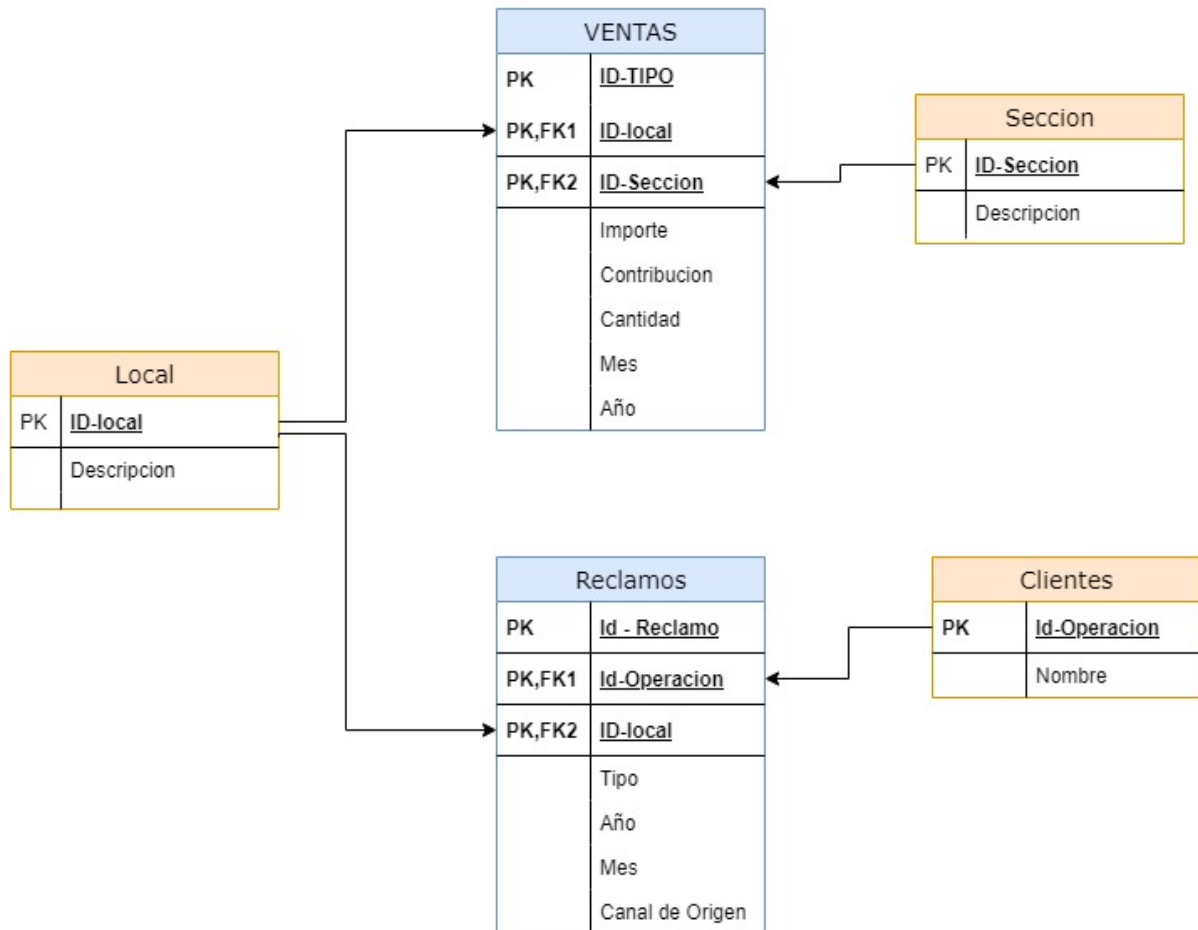 VENTAS
PK ID-TIPO
PK,FK1 ID-local
PK,FK2 ID-Seccion
Importe
Contribucion
Cantidad
Mes
Año
Seccion
PK ID-Seccion
Descripcion
Local
PK ID-local
Descripcion
Reclamos
PK Id - Reclamo
PK,FK1 Id-Operacion
PK,FK2 ID-local
Tipo
Año
Mes
Canal de Origen
Clientes
PK Id-Operacion
Nombre